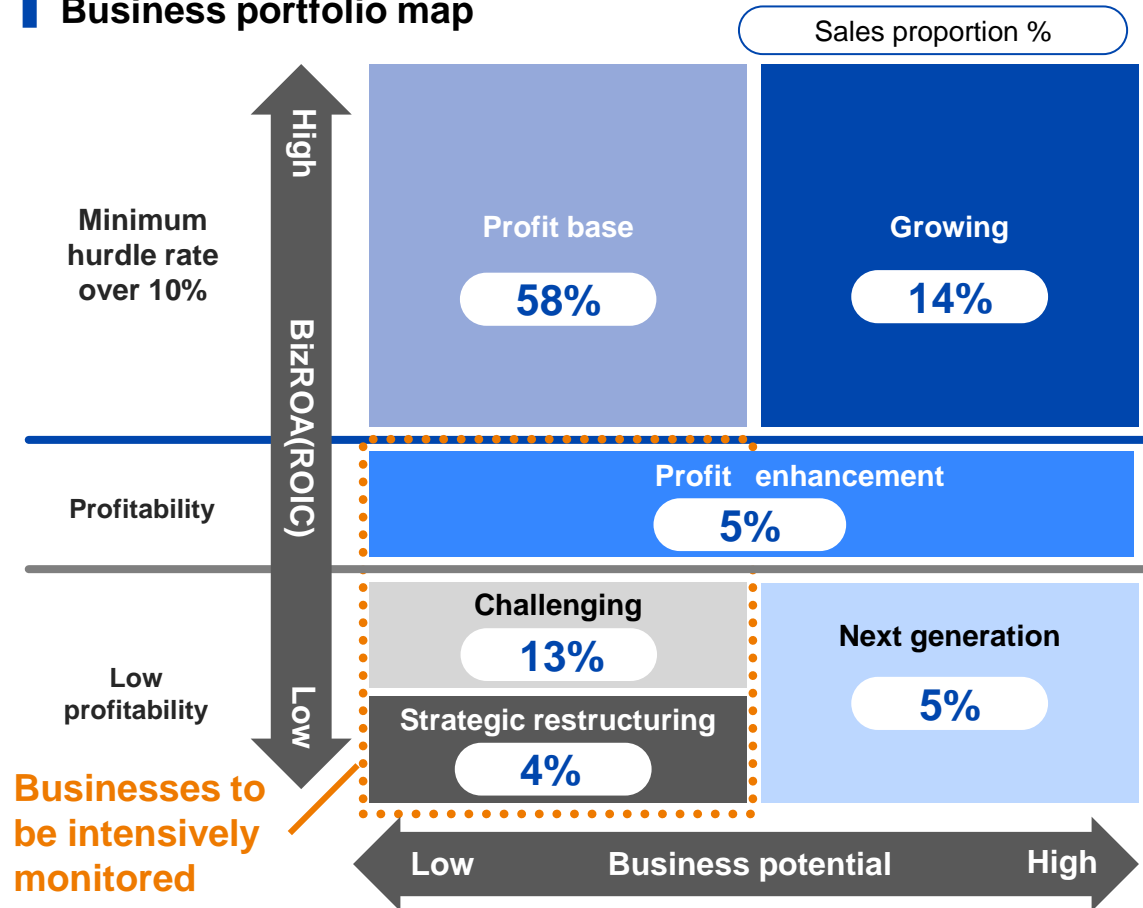 Business portfolio map
Sales proportion %
High
BizROA(ROIC)
Low
Minimum
hurdle rate
over 10%
Profit base
58%
Growing
14%
Profitability
Profit enhancement
5%
Low
profitability
Challenging
13%
Strategic restructuring
4%
Next generation
5%
Businesses to
be intensively
monitored
Low Business potential High